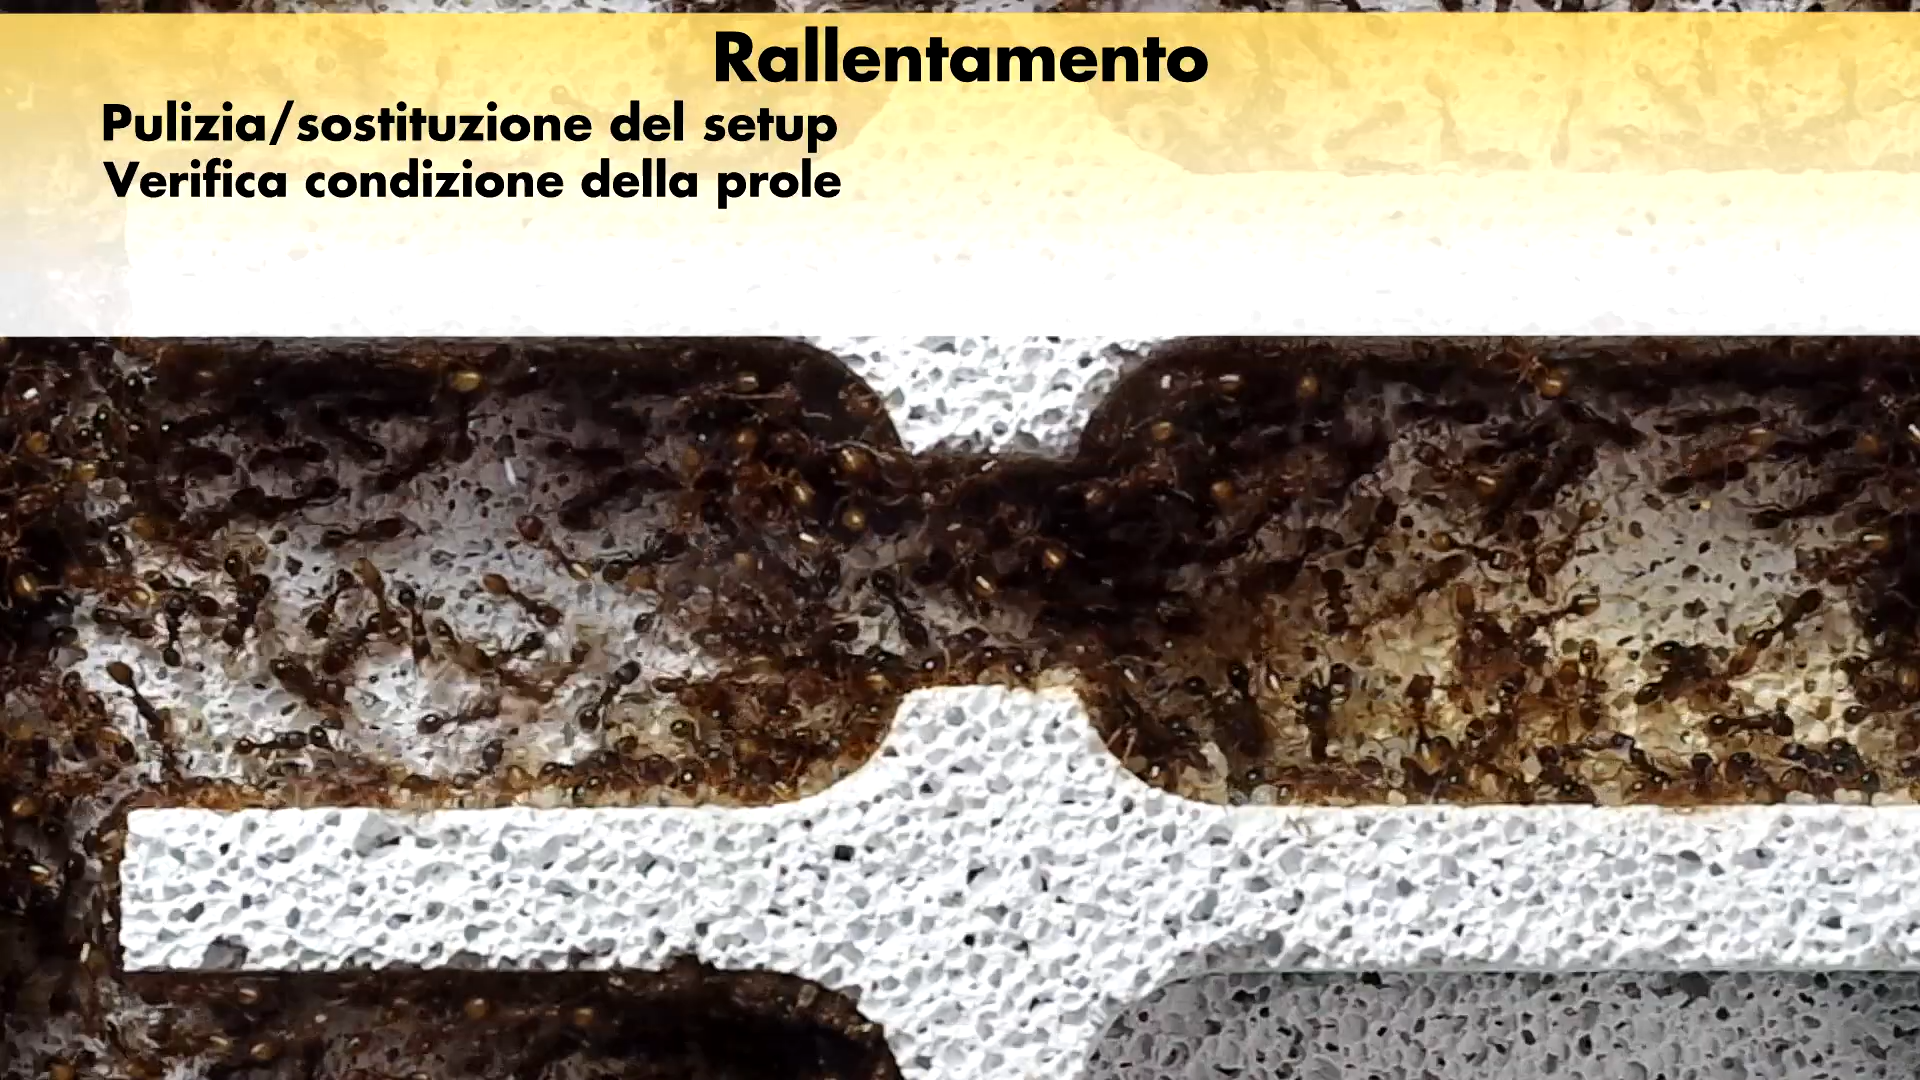 Rallentamento
Pulizia/sostituzione del setup
Verifica condizione della prole